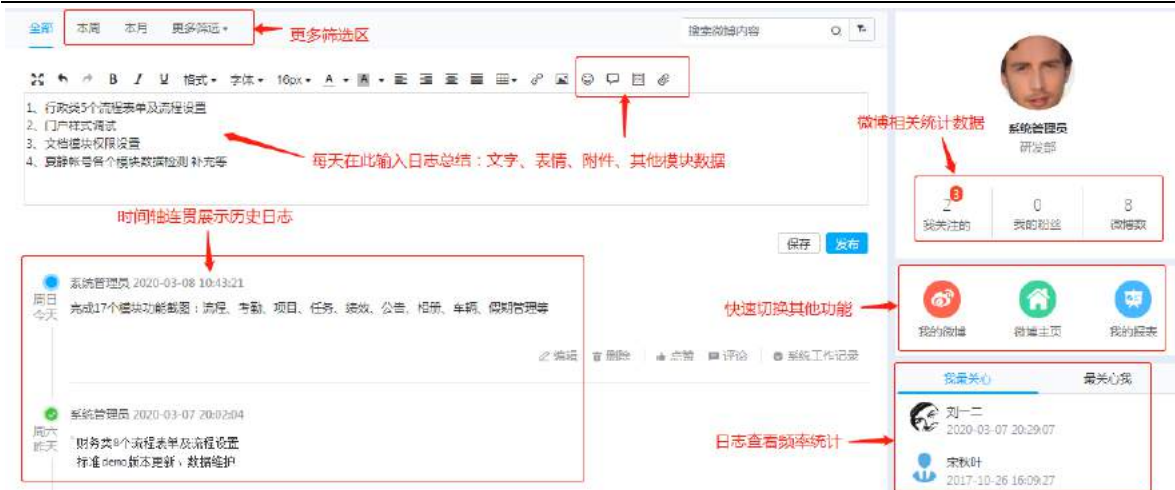 全部 本周 本月 更多筛选
更多筛选区
搜索微博内容
B I U 格式 字体 16px A A
1、行政类5个流程表单及流程设置
2、门户样式调试
3、文档模块权限设置
4、夏静帐号各个模块数据检测 补充等
每天在此输入日志总结：文字、表情、附件、其他模块数据
时间轴连贯展示历史日志
保存 发布
周日
今天
系统管理员 2020-03-08 10:43:21
完成17个模块功能截图：流程、考勤、项目、任务、绩效、公告、相册、车辆、假期管理等
编辑 删除 点赞 评论 系统工作记录
周六
昨天
系统管理员 2020-03-07 20:02:04
财务类8个流程表单及流程设置
标准demo版本更新、数据维护
微博相关统计数据
系统管理员
研发部
3
2 0 8
我关注的 我的粉丝 微博数
快速切换其他功能
我的微博 微博主页 我的报表
我最关心 最关心我
日志查看频率统计
刘一二
2020-03-07 20:29:07
宋秋叶
2017-10-26 16:09:27